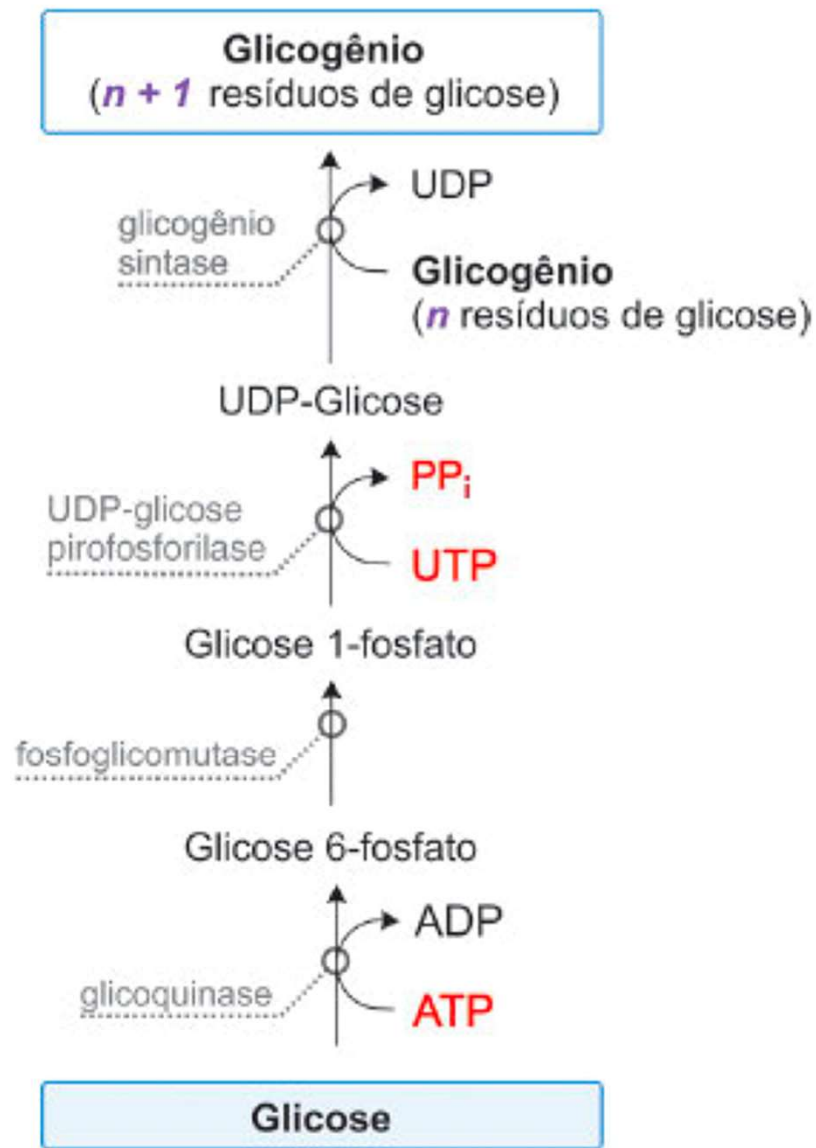 Glicogênio
(n + 1 resíduos de glicose)
UDP
glicogênio
sintase
Glicogênio
(n resíduos de glicose)
UDP-Glicose
PPi
UDP-glicose
pirofosforilase
UTP
Glicose 1-fosfato
fosfoglicomutase
Glicose 6-fosfato
ADP
glicoquinase
ATP
Glicose